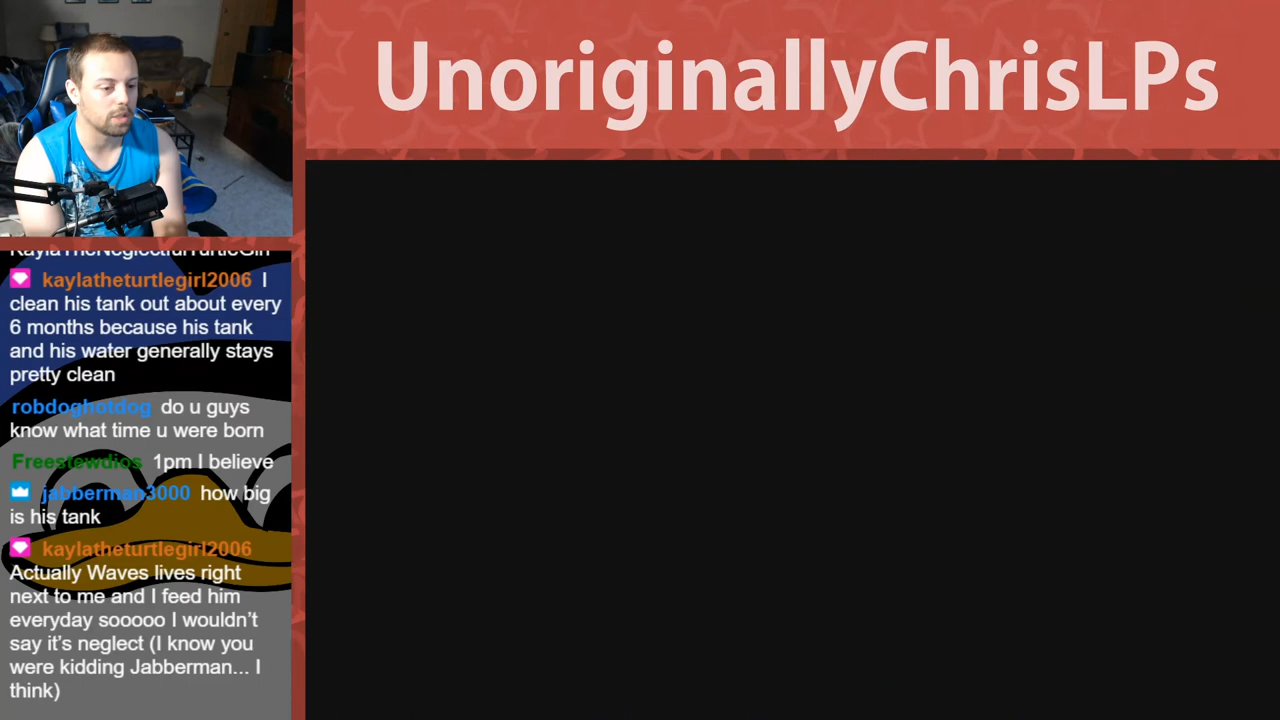 UnoriginallyChrisLPs
KaylaTheNeglectfulTurtleGirl
kaylatheturtlegirl2006 I
clean his tank out about every
6 months because his tank
and his water generally stays
pretty clean
robdoghotdog do u guys
know what time u were born
Freestewdios 1pm I believe
jabberman3000 how big
is his tank
kaylatheturtlegirl2006
Actually Waves lives right
next to me and I feed him
everyday sooooo I wouldn't
say it's neglect (I know you
were kidding Jabberman... I
think)